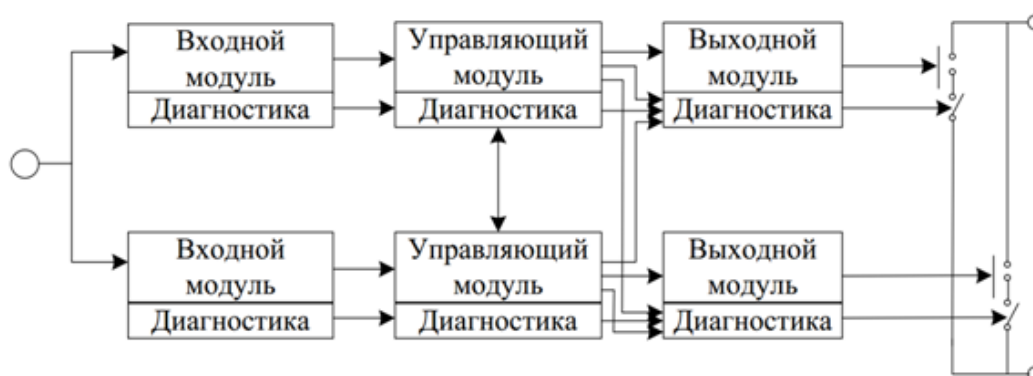 Входной
модуль
Диагностика
Управляющий
модуль
Диагностика
Выходной
модуль
Диагностика
Входной
модуль
Диагностика
Управляющий
модуль
Диагностика
Выходной
модуль
Диагностика